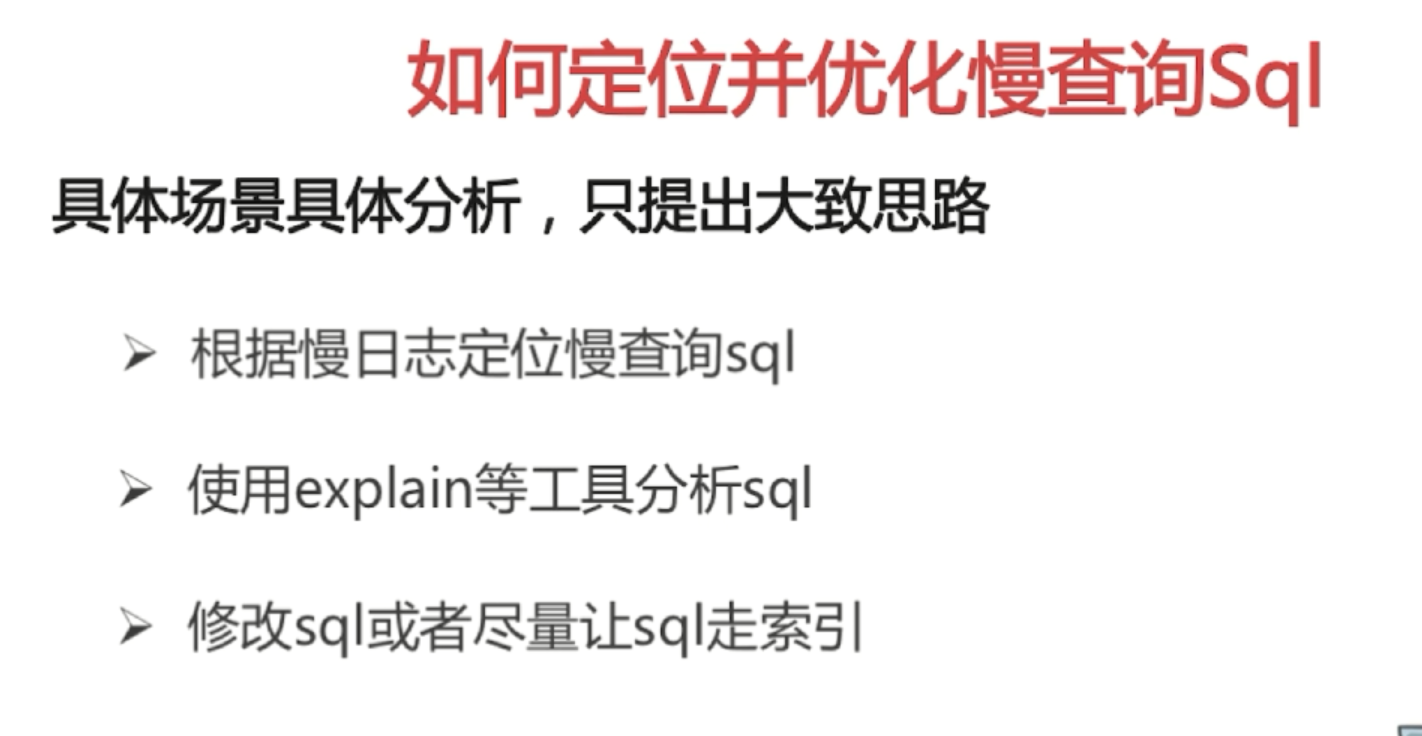 如何定位并优化慢查询Sql
具体场景具体分析，只提出大致思路
➢ 根据慢日志定位慢查询sql
➢ 使用explain等工具分析sql
➢ 修改sql或者尽量让sql走索引